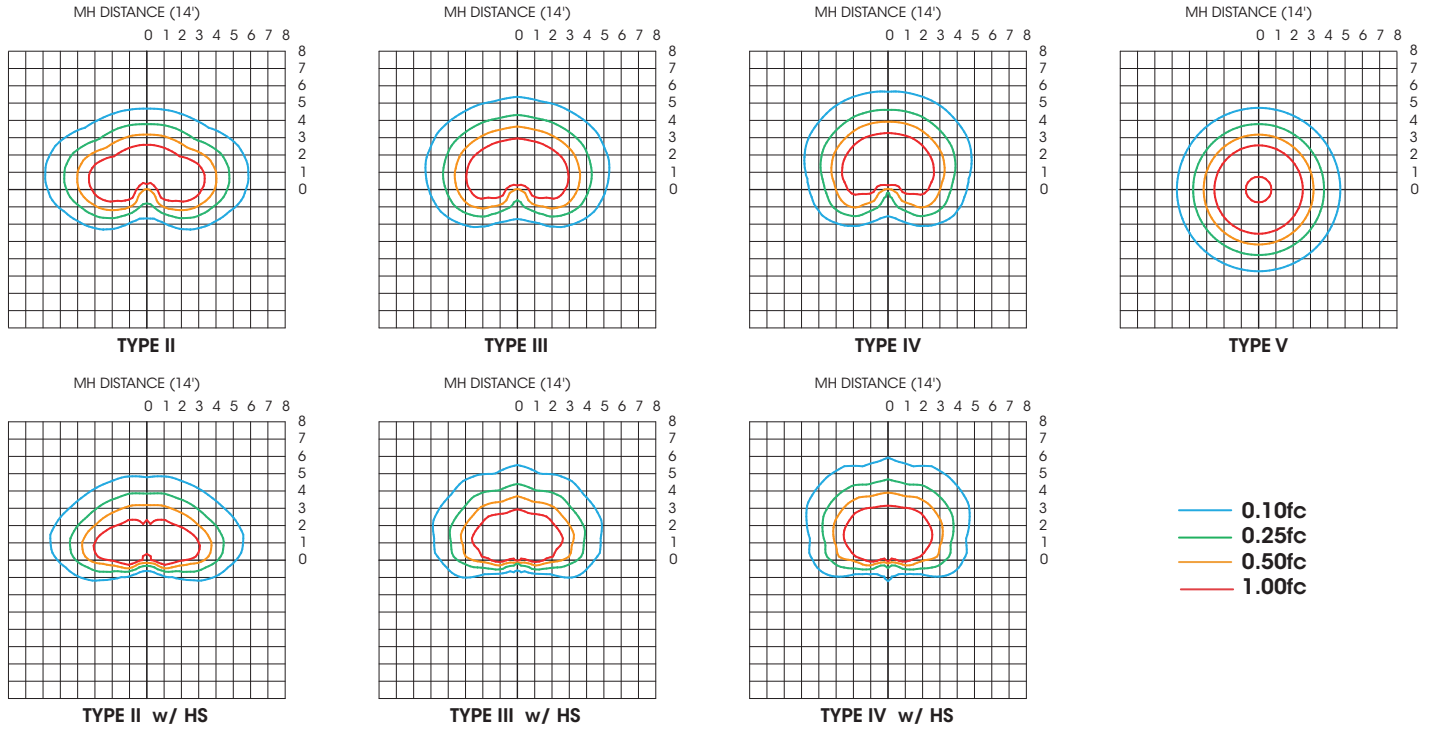 MH DISTANCE (14')
0 1 2 3 4 5 6 7 8
8
7
6
5
4
3
2
1
0
TYPE II
MH DISTANCE (14')
0 1 2 3 4 5 6 7 8
8
7
6
5
4
3
2
1
0
TYPE III
MH DISTANCE (14')
0 1 2 3 4 5 6 7 8
8
7
6
5
4
3
2
1
0
TYPE IV
MH DISTANCE (14')
0 1 2 3 4 5 6 7 8
8
7
6
5
4
3
2
1
0
TYPE V
MH DISTANCE (14')
0 1 2 3 4 5 6 7 8
8
7
6
5
4
3
2
1
0
TYPE II w/ HS
MH DISTANCE (14')
0 1 2 3 4 5 6 7 8
8
7
6
5
4
3
2
1
0
TYPE III w/ HS
MH DISTANCE (14')
0 1 2 3 4 5 6 7 8
8
7
6
5
4
3
2
1
0
TYPE IV w/ HS
0.10fc
0.25fc
0.50fc
1.00fc